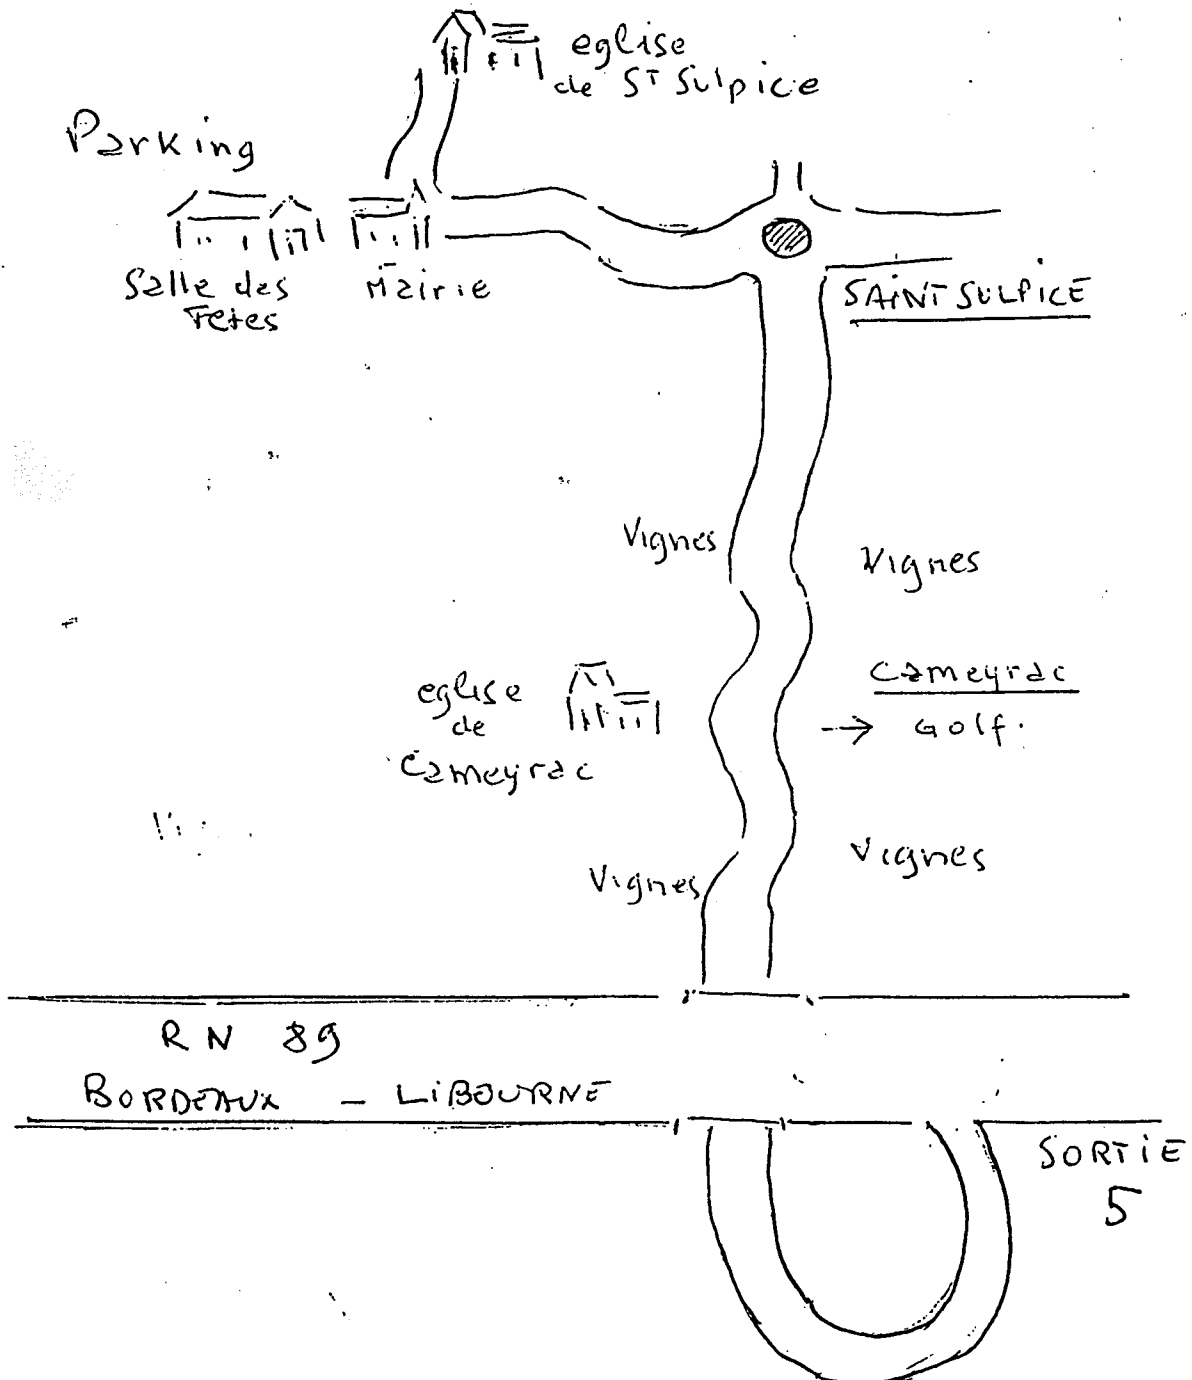 eglise
de ST Sulpice
Parking
Salle des
Fetes
Mairie
SAINT SULPICE
Vignes
Vignes
eglise
de
Cameyrac
Cameyrac
→ Golf.
Vignes
Vignes
RN 89
BORDEAUX - LiBOURNE
SORTiE
5